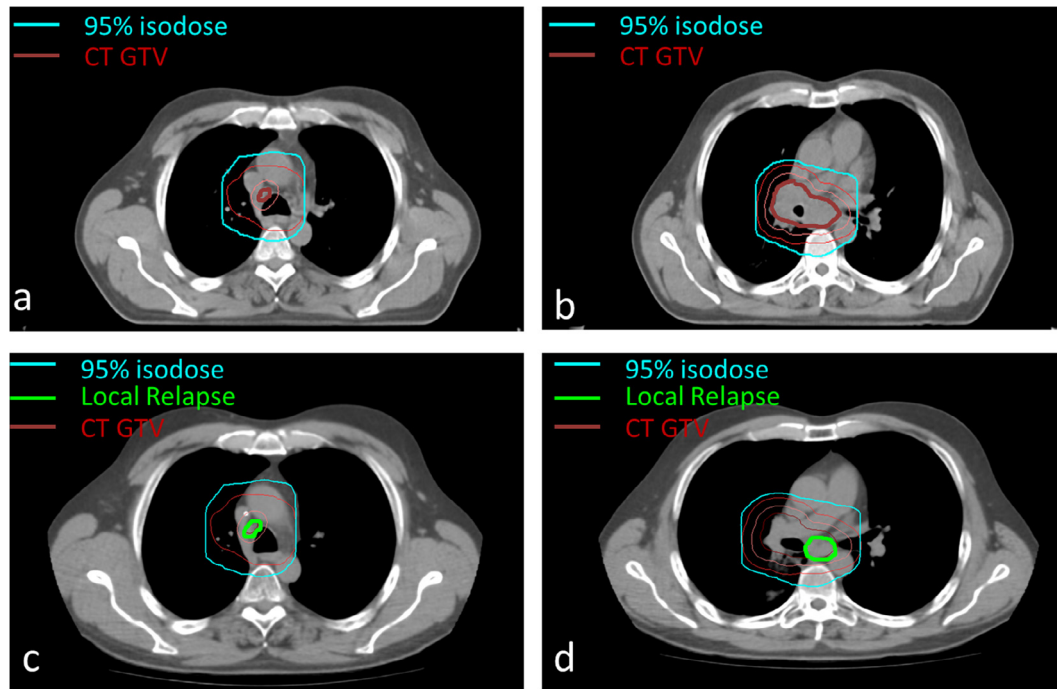 95% isodose
CT GTV
a
95% isodose
CT GTV
b
95% isodose
Local Relapse
CT GTV
c
95% isodose
Local Relapse
CT GTV
d